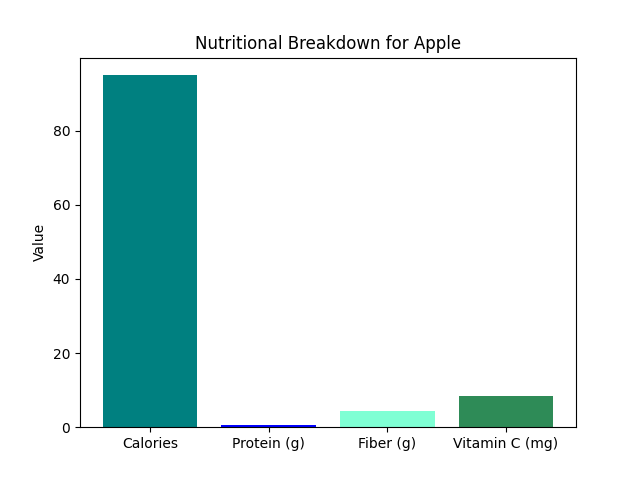 Nutritional Breakdown for Apple
80
60
40
20
0
Value
Calories
Protein (g)
Fiber (g)
Vitamin C (mg)